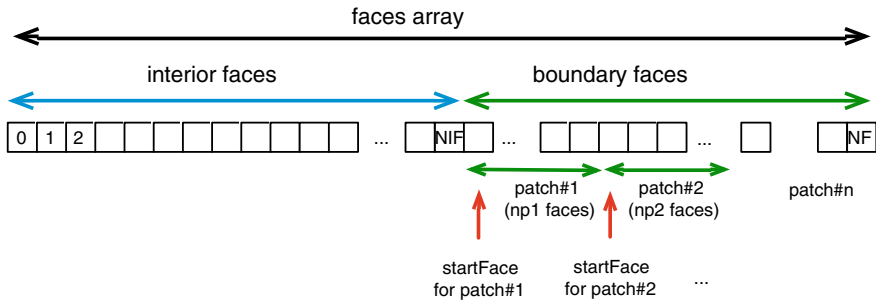 faces array
interior faces
boundary faces
0 1 2 ... NIF ... ... NF
patch#1
(np1 faces)
patch#2
(np2 faces)
patch#n
startFace
for patch#1
startFace
for patch#2
...